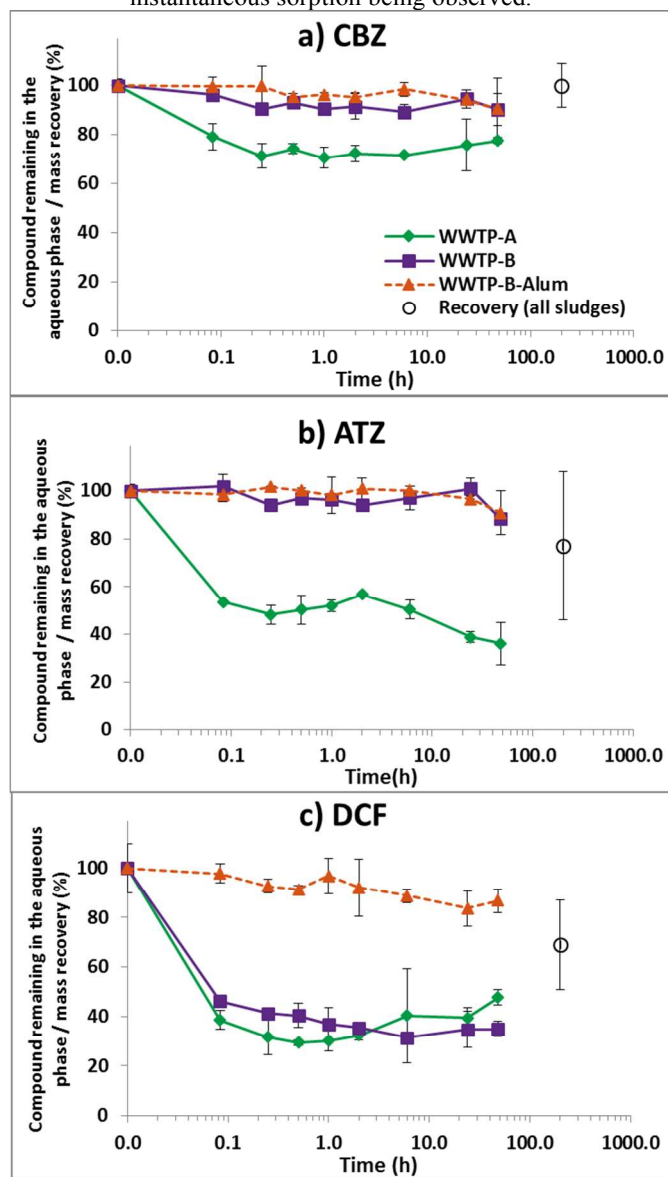 instantaneous sorption being observed.
a) CBZ
Compound remaining in the
aqueous phase / mass recovery (%)
100
80
60
40
20
0
WWTP-A
WWTP-B
WWTP-B-Alum
Recovery (all sludges)
0.0 0.1 1.0 10.0 100.0 1000.0
Time (h)
b) ATZ
Compound remaining in the aqueous
phase / mass recovery (%)
100
80
60
40
20
0
0.0 0.1 1.0 10.0 100.0 1000.0
Time(h)
c) DCF
Compound remaining in the aqueous
phase / mass recovery (%)
100
80
60
40
20
0
0.0 0.1 1.0 10.0 100.0 1000.0
Time (h)